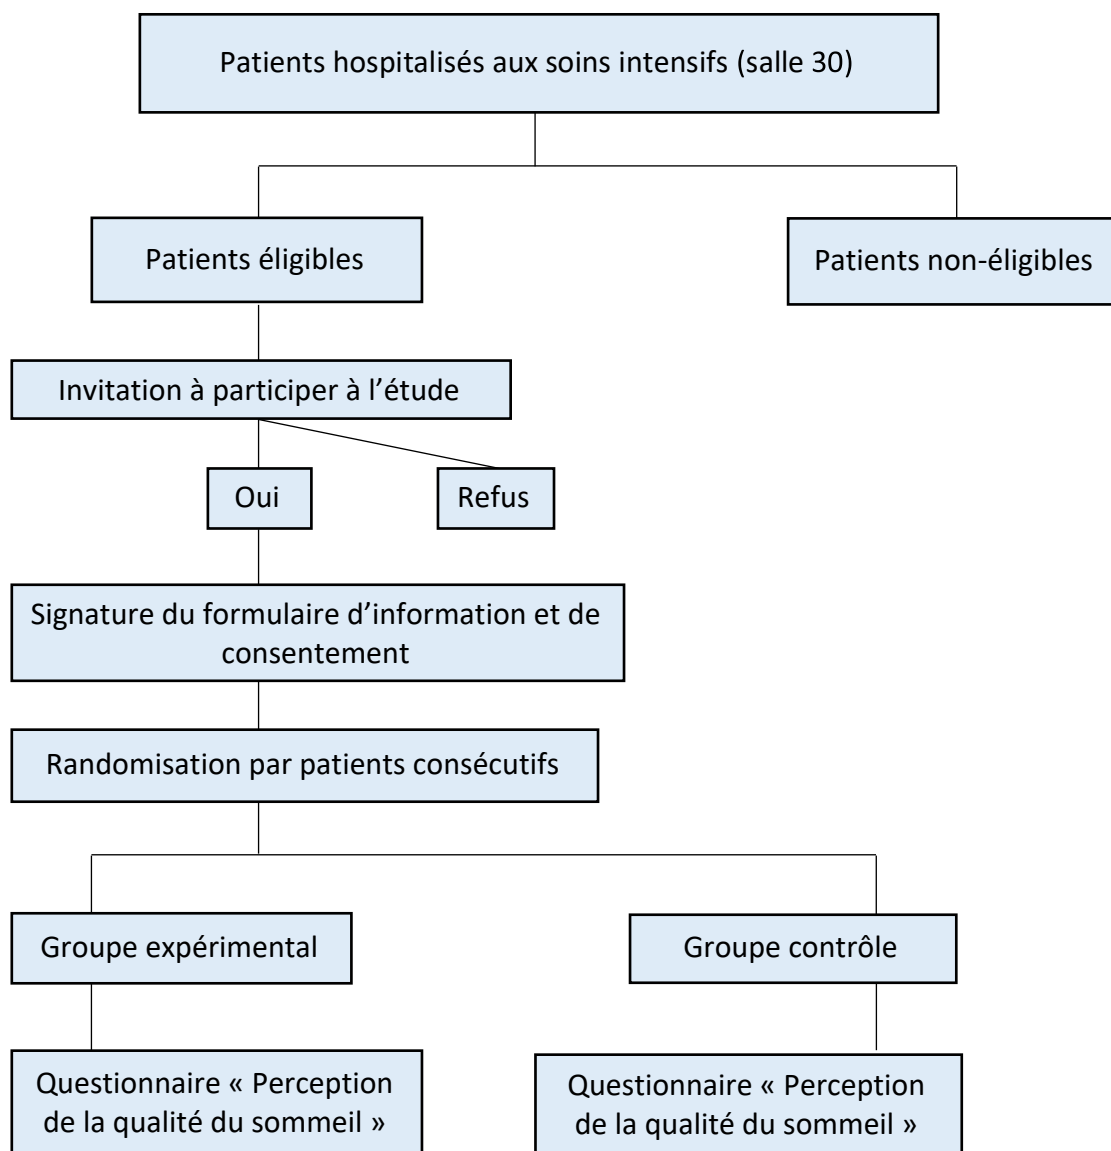 Patients hospitalisés aux soins intensifs (salle 30)
Patients éligibles
Patients non-éligibles
Invitation à participer à l’étude
Oui
Refus
Signature du formulaire d’information et de
consentement
Randomisation par patients consécutifs
Groupe expérimental
Groupe contrôle
Questionnaire « Perception
de la qualité du sommeil »
Questionnaire « Perception
de la qualité du sommeil »